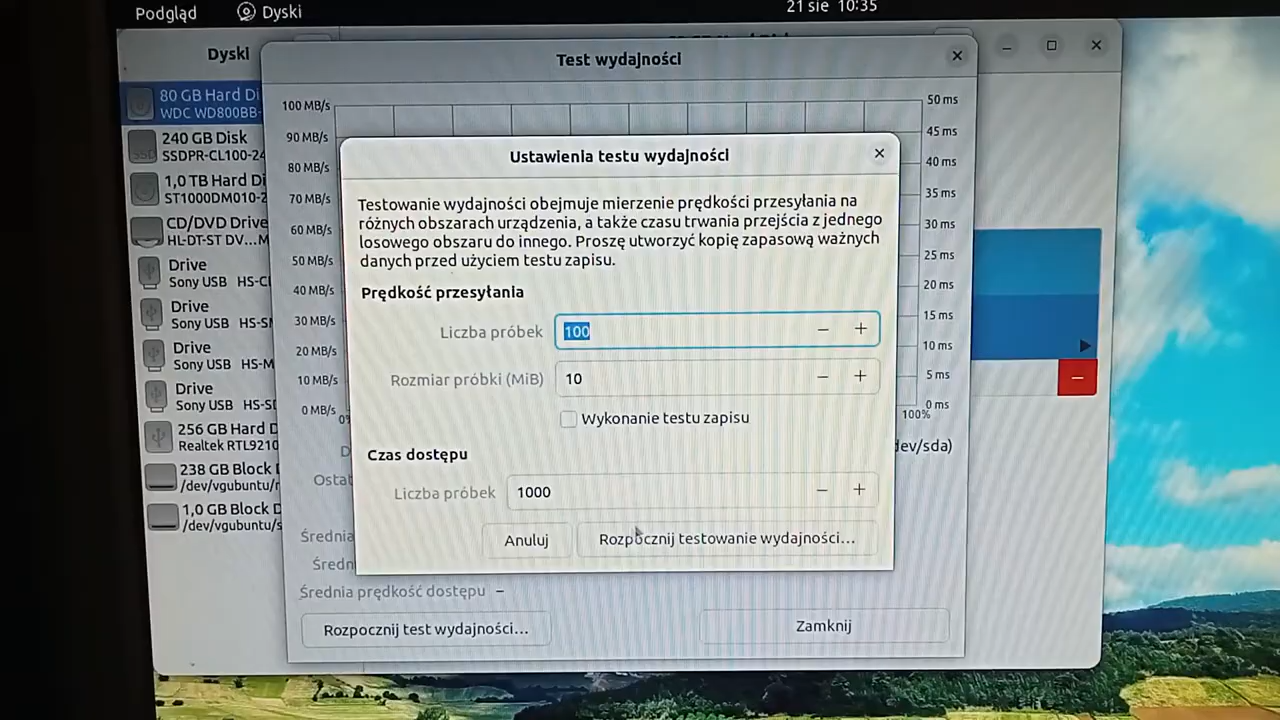 Podgląd
Dyski
21 sie 10:35
Dyski
Test wydajności
80 GB Hard Di
WDC WD800BB-
240 GB Disk
SSDPR-CL100-24
1,0 TB Hard Di
ST1000DM010-2
CD/DVD Drive
HL-DT-ST DV...M
Drive
Sony USB HS-C
Drive
Sony USB HS-S
Drive
Sony USB HS-M
Drive
Sony USB HS-S
256 GB Hard D
Realtek RTL9210
238 GB Block
/dev/vgubuntu/r
1,0 GB Block D
/dev/vgubuntu/s
100 MB/s
90 MB/s
80 MB/s
70 MB/s
60 MB/s
50 MB/s
40 MB/s
30 MB/s
20 MB/s
10 MB/s
0 MB/s
50 ms
45 ms
40 ms
35 ms
30 ms
25 ms
20 ms
15 ms
10 ms
5 ms
0 ms
0%
100%
Ustawienia testu wydajności
Testowanie wydajności obejmuje mierzenie prędkości przesyłania na
różnych obszarach urządzenia, a także czasu trwania przejścia z jednego
losowego obszaru do innego. Proszę utworzyć kopię zapasową ważnych
danych przed użyciem testu zapisu.
Prędkość przesyłania
Liczba próbek 100
Rozmiar próbki (MiB) 10
Wykonanie testu zapisu
Czas dostępu
Liczba próbek 1000
Anuluj
Rozpocznij testowanie wydajności...
D
dev/sda)
Ostat
Średnia
Średn
Średnia prędkość dostępu –
Rozpocznij test wydajności...
Zamknij